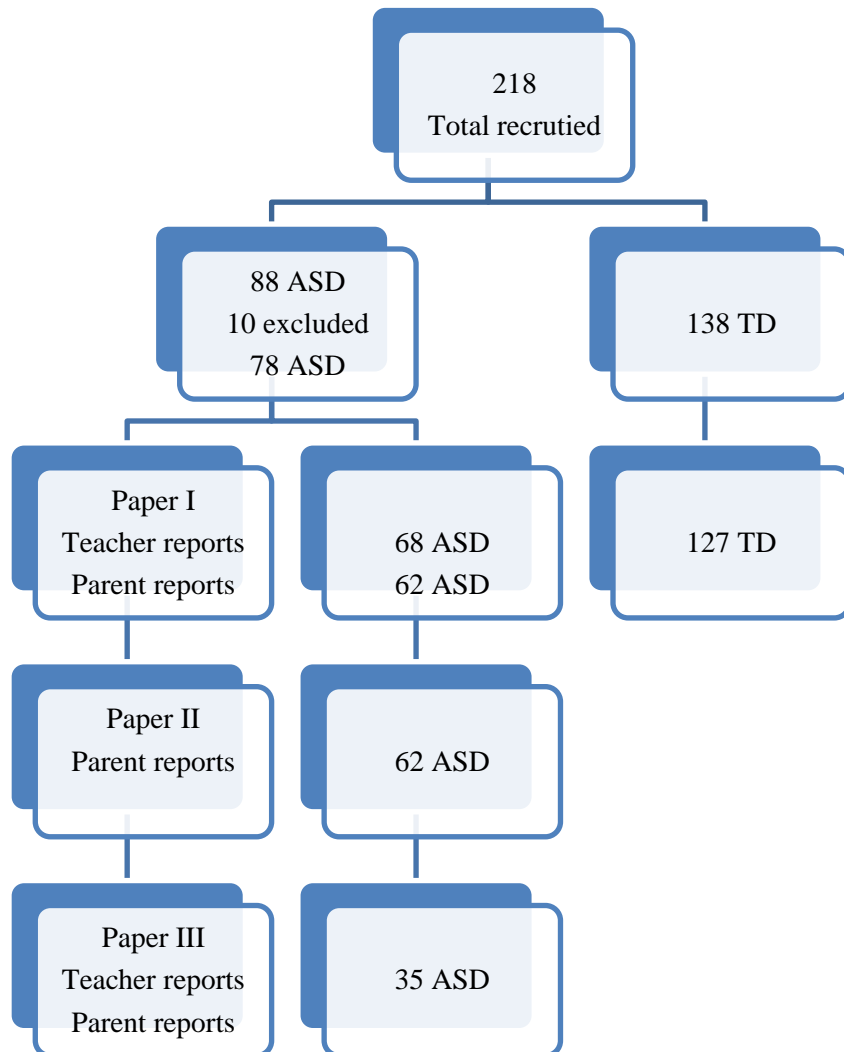 218
Total recrutied
88 ASD
10 excluded
78 ASD
138 TD
Paper I
Teacher reports
Parent reports
68 ASD
62 ASD
127 TD
Paper II
Parent reports
62 ASD
Paper III
Teacher reports
Parent reports
35 ASD